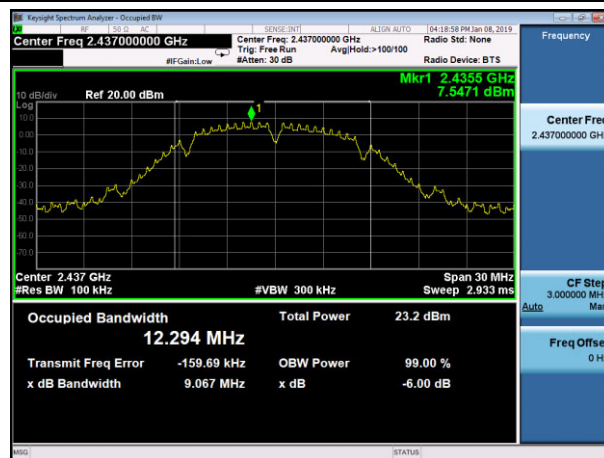 Keysight Spectrum Analyzer - Occupied BW
RF 50 Ω AC SENSE:INT ALIGN AUTO 04:18:58 PM Jan 08, 2019
Center Freq 2.437000000 GHz Center Freq: 2.437000000 GHz Radio Std: None
Trig: Free Run Avg|Hold:>100/100
#IFGain:Low #Atten: 30 dB Radio Device: BTS
Mkr1 2.4355 GHz
10 dB/div Ref 20.00 dBm 7.5471 dBm
Log
10.0
0.00
-10.0
-20.0
-30.0
-40.0
-50.0
-60.0
-70.0
1
Center 2.437 GHz Span 30 MHz
#Res BW 100 kHz #VBW 300 kHz Sweep 2.933 ms
Occupied Bandwidth Total Power 23.2 dBm
12.294 MHz
Transmit Freq Error -159.69 kHz OBW Power 99.00 %
x dB Bandwidth 9.067 MHz x dB -6.00 dB
MSG STATUS
Frequency
Center Freq
2.437000000 GH
CF Step
3.000000 MH
Auto Ma
Freq Offse
0 H